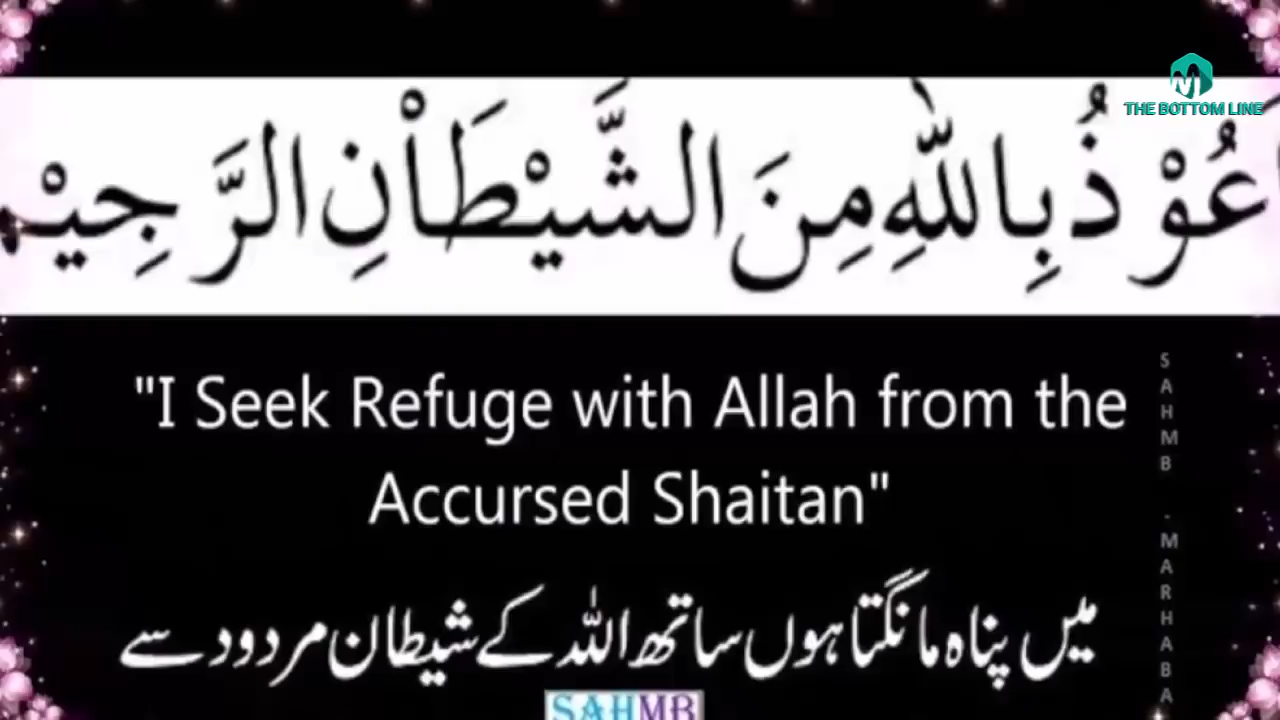 THE BOTTOM LINE
عُوْذُ بِاللّٰهِ مِنَ الشَّيْطَاْنِ الرَّجِيْم
"I Seek Refuge with Allah from the
Accursed Shaitan"
میں پناہ مانگتا ہوں ساتھ اللہ کے شیطان مردود سے
SAHMB
SAHMB - MARHABA